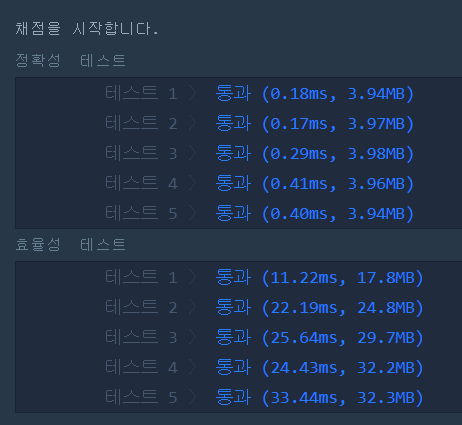 채점을 시작합니다.
정확성 테스트
테스트 1 〉 통과 (0.18ms, 3.94MB)
테스트 2 〉 통과 (0.17ms, 3.97MB)
테스트 3 〉 통과 (0.29ms, 3.98MB)
테스트 4 〉 통과 (0.41ms, 3.96MB)
테스트 5 〉 통과 (0.40ms, 3.94MB)
효율성 테스트
테스트 1 〉 통과 (11.22ms, 17.8MB)
테스트 2 〉 통과 (22.19ms, 24.8MB)
테스트 3 〉 통과 (25.64ms, 29.7MB)
테스트 4 〉 통과 (24.43ms, 32.2MB)
테스트 5 〉 통과 (33.44ms, 32.3MB)